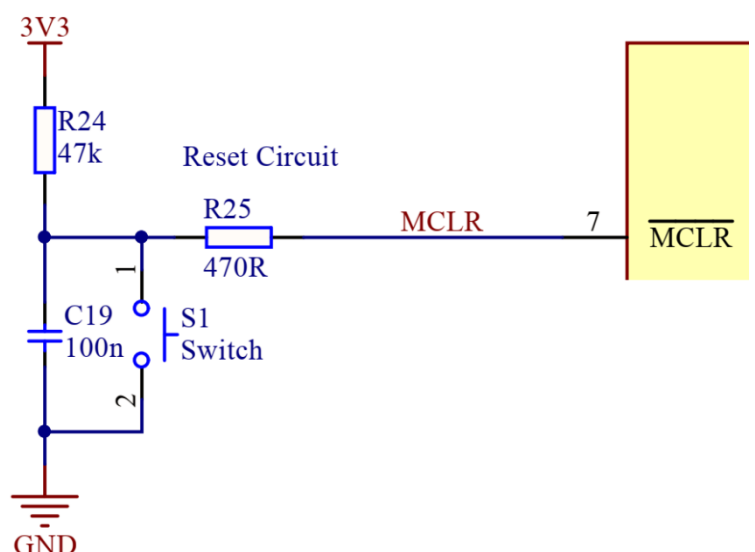 3V3
R24
47k
Reset Circuit
R25
470R
MCLR
7
MCLR
1
C19
100n
S1
Switch
2
GND